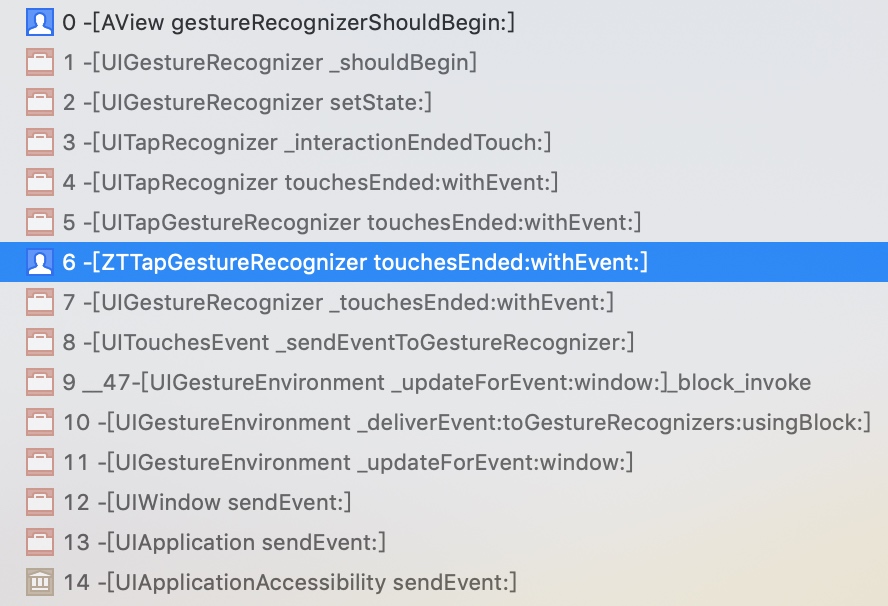 0 -[AView gestureRecognizerShouldBegin:]
1 -[UIGestureRecognizer _shouldBegin]
2 -[UIGestureRecognizer setState:]
3 -[UITapRecognizer _interactionEndedTouch:]
4 -[UITapRecognizer touchesEnded:withEvent:]
5 -[UITapGestureRecognizer touchesEnded:withEvent:]
6 -[ZTTapGestureRecognizer touchesEnded:withEvent:]
7 -[UIGestureRecognizer _touchesEnded:withEvent:]
8 -[UITouchesEvent _sendEventToGestureRecognizer:]
9 __47-[UIGestureEnvironment _updateForEvent:window:]_block_invoke
10 -[UIGestureEnvironment _deliverEvent:toGestureRecognizers:usingBlock:]
11 -[UIGestureEnvironment _updateForEvent:window:]
12 -[UIWindow sendEvent:]
13 -[UIApplication sendEvent:]
14 -[UIApplicationAccessibility sendEvent:]